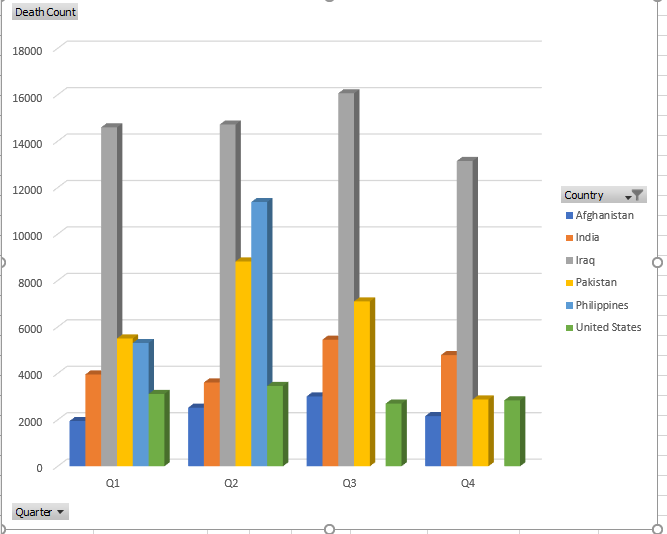 Death Count
18000
16000
14000
12000
10000
8000
6000
4000
2000
0
Q1 Q2 Q3 Q4
Country
Afghanistan
India
Iraq
Pakistan
Philippines
United States
Quarter